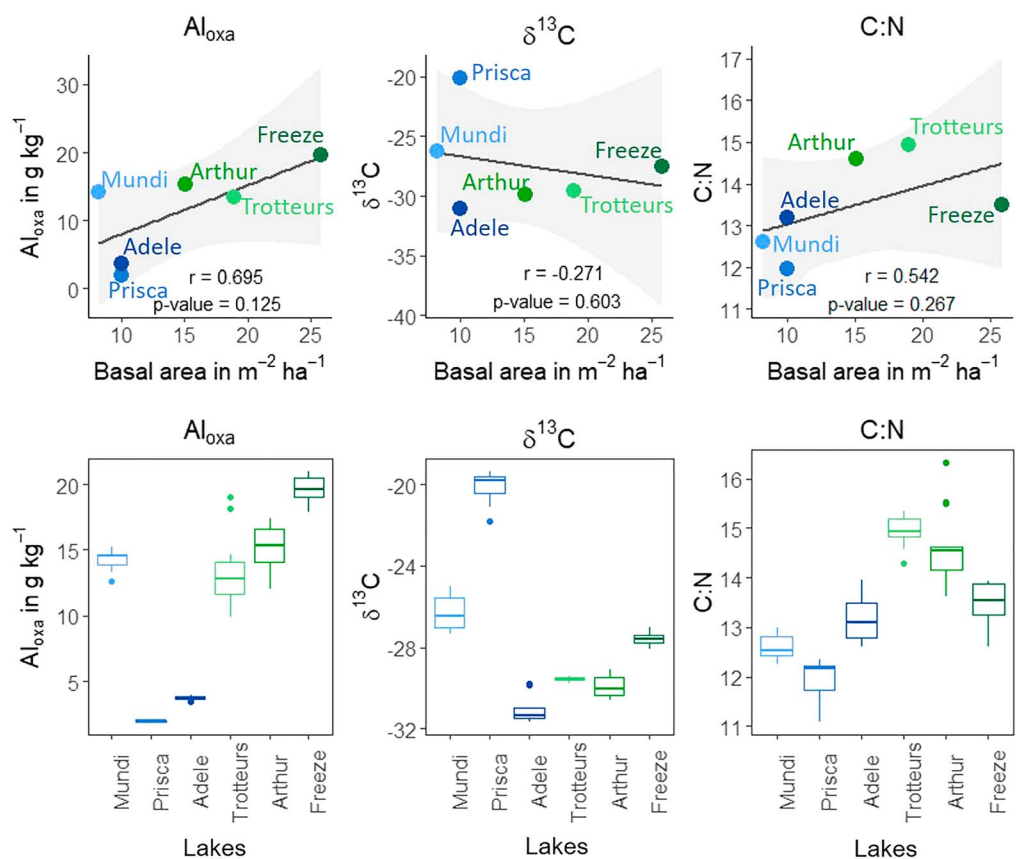 Al_oxa
δ¹³C
C:N
Al_oxa in g kg⁻¹
30
20
10
0
Mundi
Arthur
Freeze
Trotteurs
Adele
Prisca
r = 0.695
p-value = 0.125
10
15
20
25
Basal area in m⁻² ha⁻¹
δ¹³C
-20
-25
-30
-35
-40
Prisca
Mundi
Freeze
Arthur
Trotteurs
Adele
r = -0.271
p-value = 0.603
10
15
20
25
Basal area in m⁻² ha⁻¹
C:N
17
16
15
14
13
12
11
Trotteurs
Arthur
Adele
Freeze
Mundi
Prisca
r = 0.542
p-value = 0.267
10
15
20
25
Basal area in m⁻² ha⁻¹
Al_oxa
δ¹³C
C:N
Al_oxa in g kg⁻¹
20
15
10
5
Mundi
Prisca
Adele
Trotteurs
Arthur
Freeze
Lakes
δ¹³C
-20
-24
-28
-32
Mundi
Prisca
Adele
Trotteurs
Arthur
Freeze
Lakes
C:N
16
15
14
13
12
11
Mundi
Prisca
Adele
Trotteurs
Arthur
Freeze
Lakes